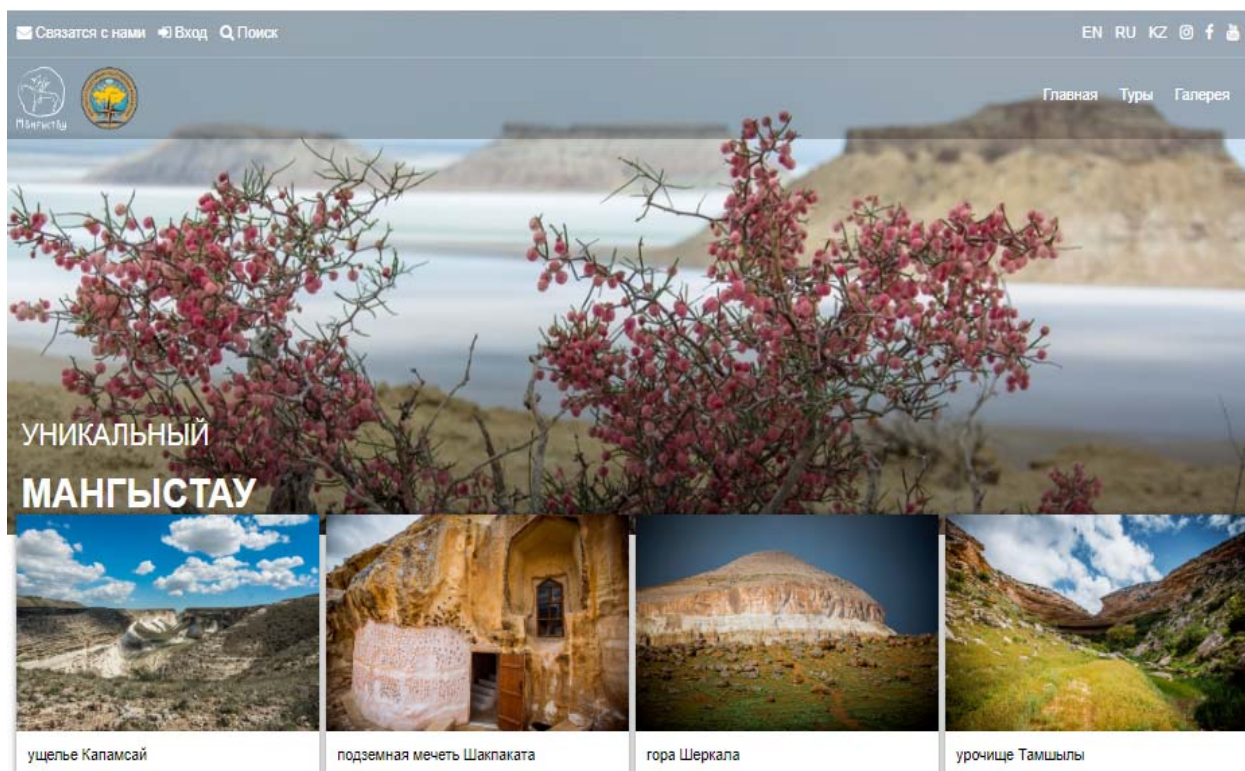 Связатся с нами Вход Поиск EN RU KZ
Мангыстау
Главная Туры Галерея
УНИКАЛЬНЫЙ
МАНГЫСТАУ
ущелье Капамсай
подземная мечеть Шакпаката
гора Шеркала
урочище Тамшылы